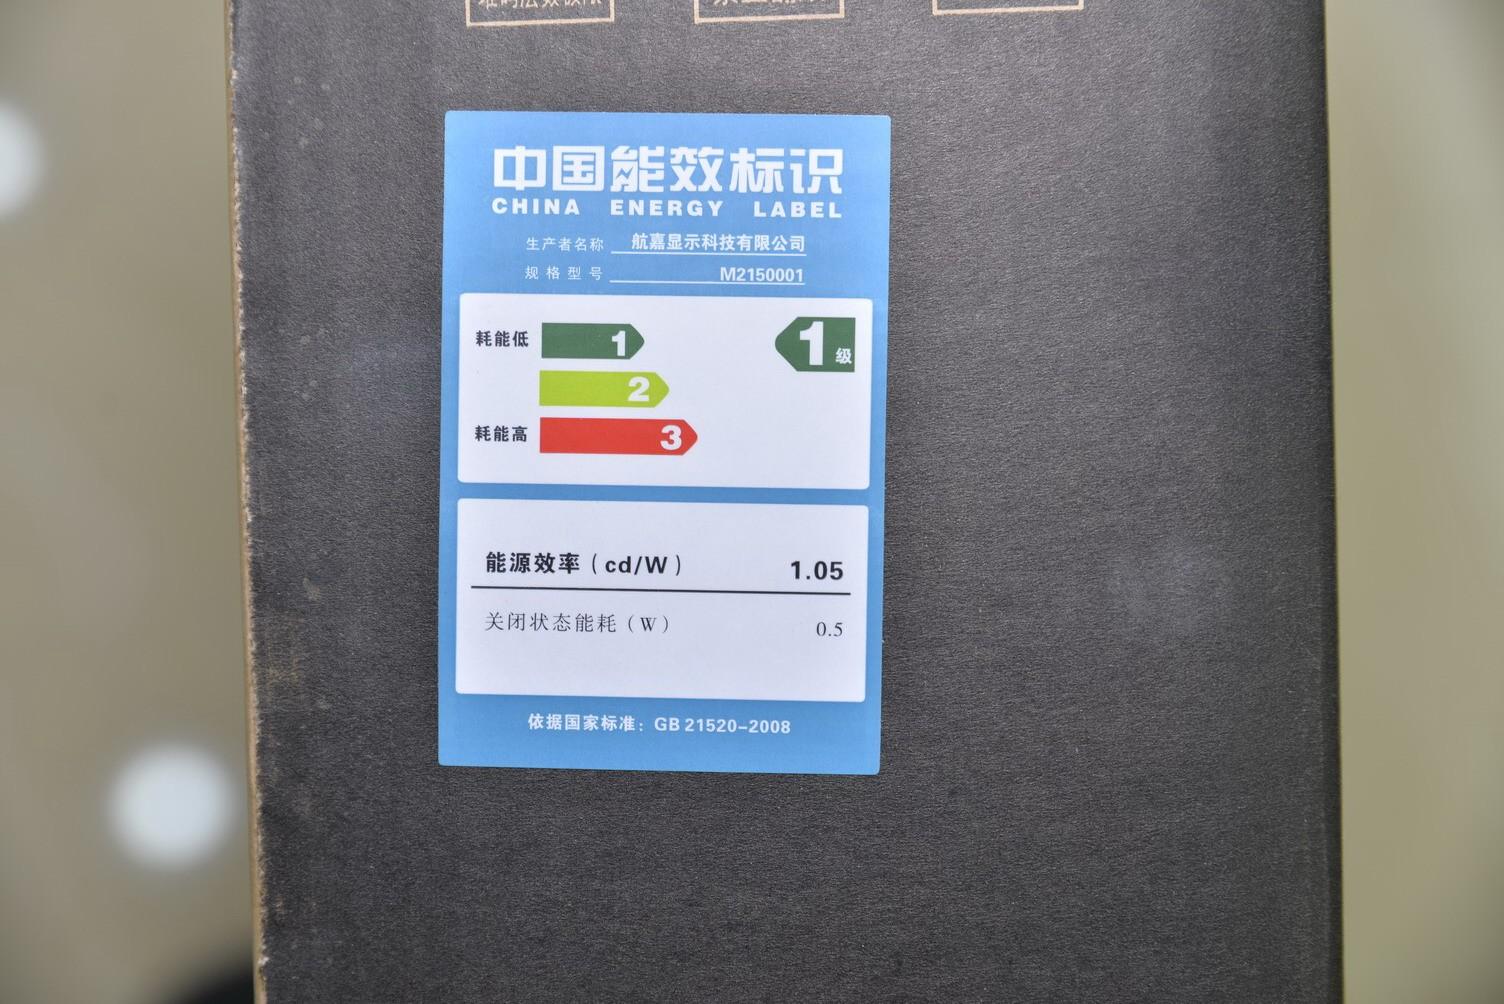 中国能效标识
CHINA ENERGY LABEL
生产者名称 航嘉显示科技有限公司
规格型号 M2150001
耗能低 1 1级
2
耗能高 3
能源效率(cd/W) 1.05
关闭状态能耗(W) 0.5
依据国家标准：GB 21520-2008